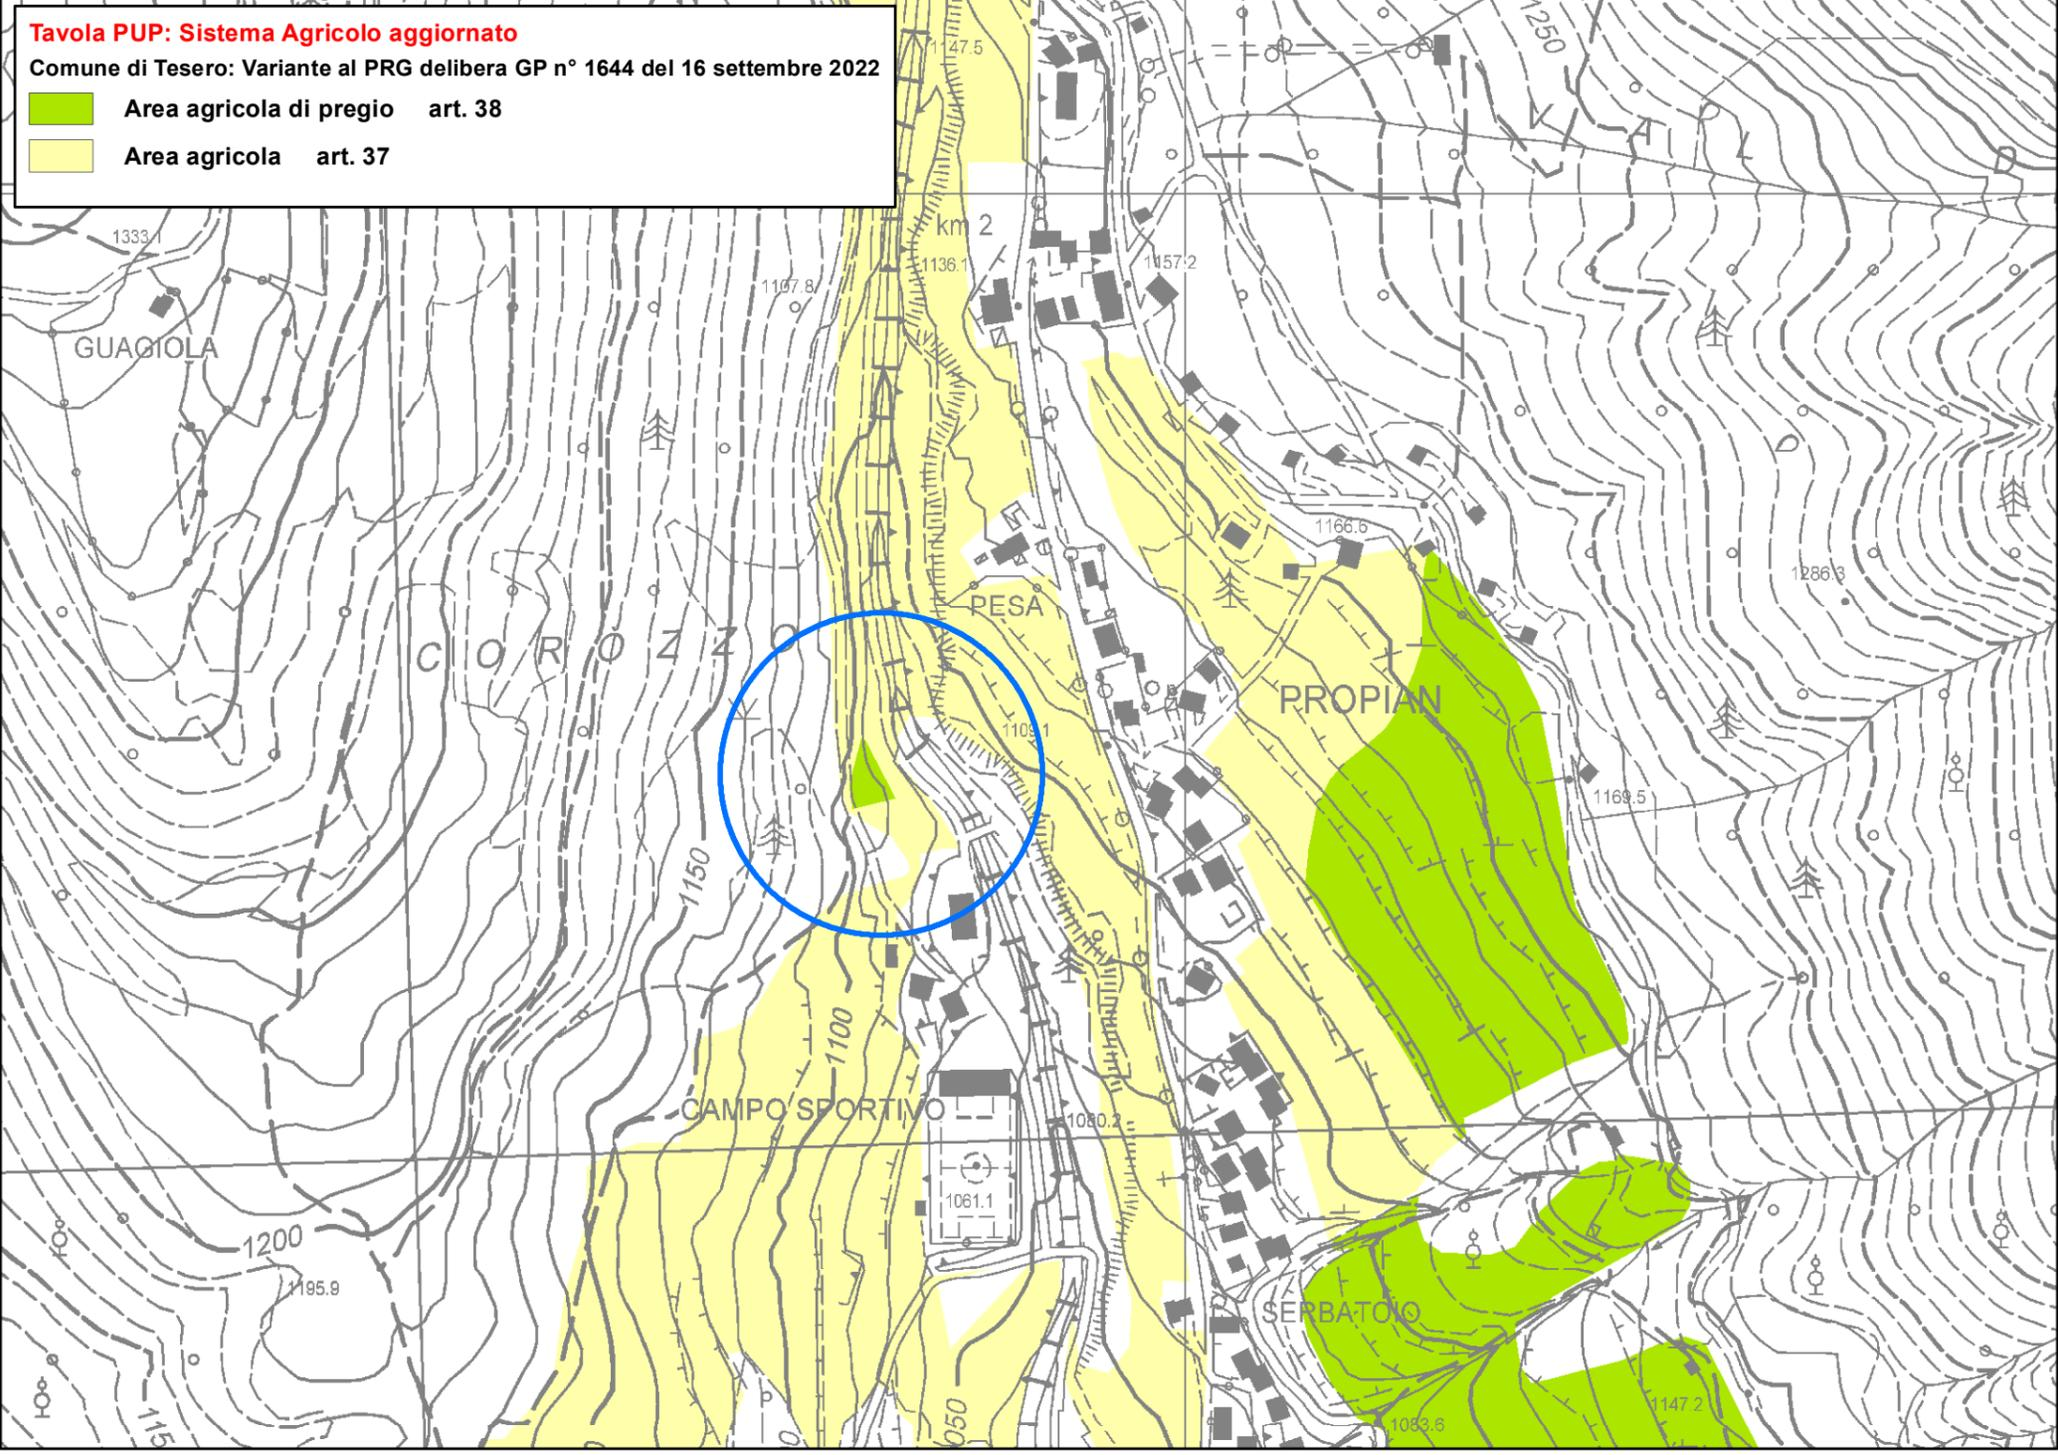 Tavola PUP: Sistema Agricolo aggiornato
Comune di Tesero: Variante al PRG delibera GP n° 1644 del 16 settembre 2022
Area agricola di pregio art. 38
Area agricola art. 37
1147.5
1250
V A L D
km 2
1333.1
1136.1
1157.2
1107.8
GUAGIOLA
1166.6
1286.3
PESA
COROZZO
PROPIAN
1109.1
1169.5
1150
1100
CAMPO SPORTIVO
1080.2
1061.1
1200
1195.9
SERBATOIO
1147.2
1083.6